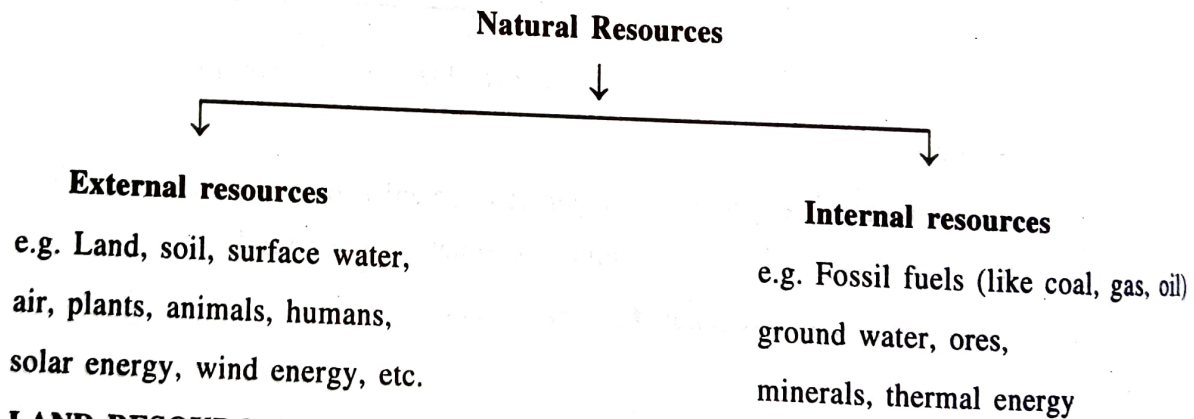 Natural Resources
External resources
e.g. Land, soil, surface water,
air, plants, animals, humans,
solar energy, wind energy, etc.
Internal resources
e.g. Fossil fuels (like coal, gas, oil)
ground water, ores,
minerals, thermal energy
LAND